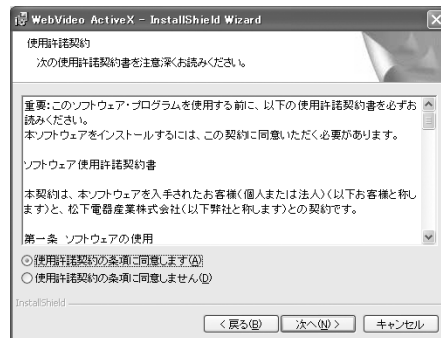 WebVideo ActiveX - InstallShield Wizard
使用許諾契約
次の使用許諾契約書を注意深くお読みください。
重要:このソフトウェア・プログラムを使用する前に、以下の使用許諾契約書を必ずお
読みください。
本ソフトウェアをインストールするには、この契約に同意いただく必要があります。
ソフトウェア使用許諾契約書
本契約は、本ソフトウェアを入手されたお客様(個人または法人)(以下お客様と称し
ます)と、松下電器産業株式会社(以下弊社と称します)との契約です。
第一条 ソフトウェアの使用
使用許諾契約の条項に同意します(A)
使用許諾契約の条項に同意しません(D)
InstallShield
< 戻る(B) 次へ(N) > キャンセル